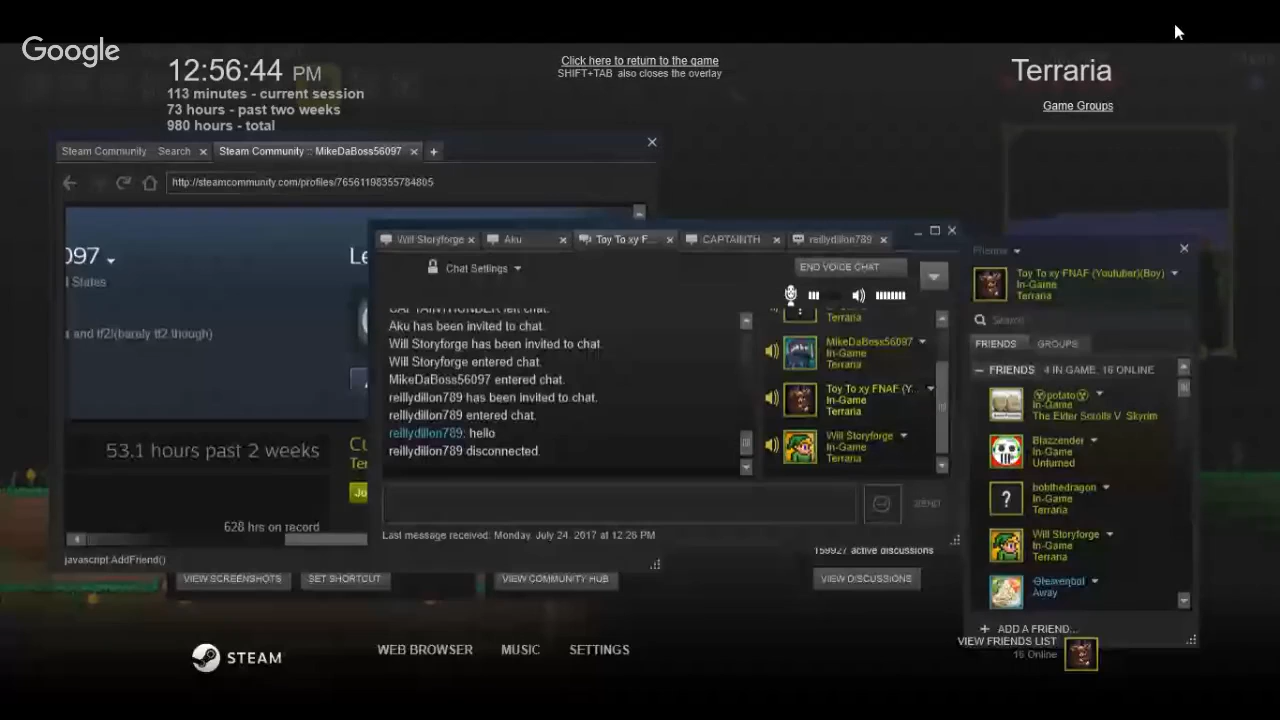 Google
12:56:44 PM
113 minutes - current session
73 hours - past two weeks
980 hours - total
Click here to return to the game
SHIFT+TAB also closes the overlay
Terraria
Game Groups
Steam Community Search
Steam Community :: MikeDaBoss56097
+
http://steamcommunity.com/profiles/76561198355784805
097
States
and tf2!(barely tf2 though)
Le
53.1 hours past 2 weeks
628 hrs on record
javascript:AddFriend()
Will Storyforge
Aku
Toy To xy F...
CAPTAINTH
reillydillon789
Chat Settings
END VOICE CHAT
left chat.
Aku has been invited to chat.
Will Storyforge has been invited to chat.
Will Storyforge entered chat.
MikeDaBoss56097 entered chat.
reillydillon789 has been invited to chat.
reillydillon789 entered chat.
reillydillon789: hello
reillydillon789 disconnected.
Terraria
MikeDaBoss56097
In-Game
Terraria
Toy To xy FNAF (Y...
In-Game
Terraria
Will Storyforge
In-Game
Terraria
SEND
Last message received: Monday, July 24, 2017 at 12:26 PM
159927 active discussions
VIEW SCREENSHOTS
SET SHORTCUT
VIEW COMMUNITY HUB
VIEW DISCUSSIONS
Friends
Toy To xy FNAF (Youtuber)(Boy)
In-Game
Terraria
Search
FRIENDS
GROUPS
FRIENDS 4 IN GAME, 16 ONLINE
potato
In-Game
The Elder Scrolls V: Skyrim
Blazzender
In-Game
Unturned
?
bobthedragon
In-Game
Terraria
Will Storyforge
In-Game
Terraria
Away
+ ADD A FRIEND...
VIEW FRIENDS LIST
16 Online
STEAM
WEB BROWSER
MUSIC
SETTINGS